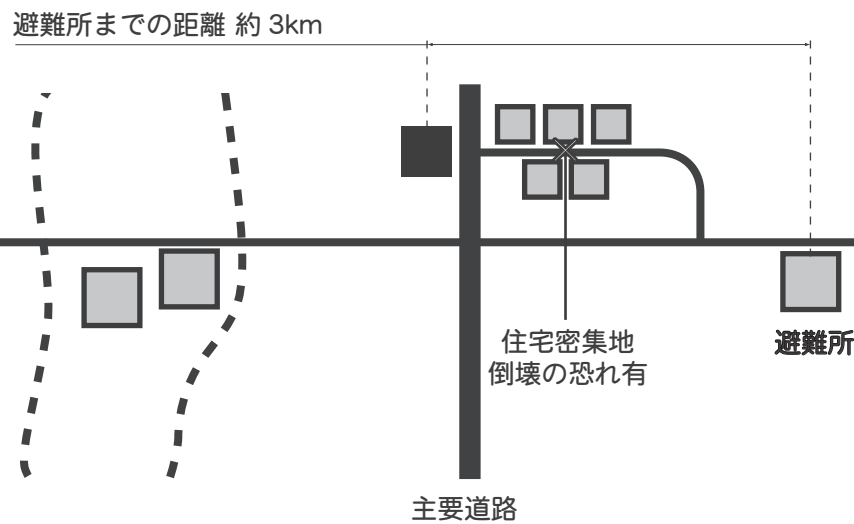 避難所までの距離 約 3km
住宅密集地
倒壊の恐れ有
避難所
主要道路